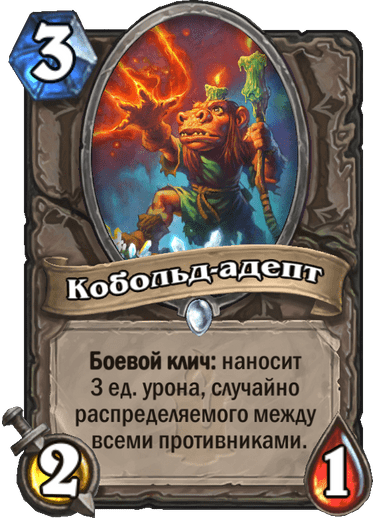 3
Кобольд-адепт
Боевой клич: наносит
3 ед. урона, случайно
распределяемого между
всеми противниками.
2
1